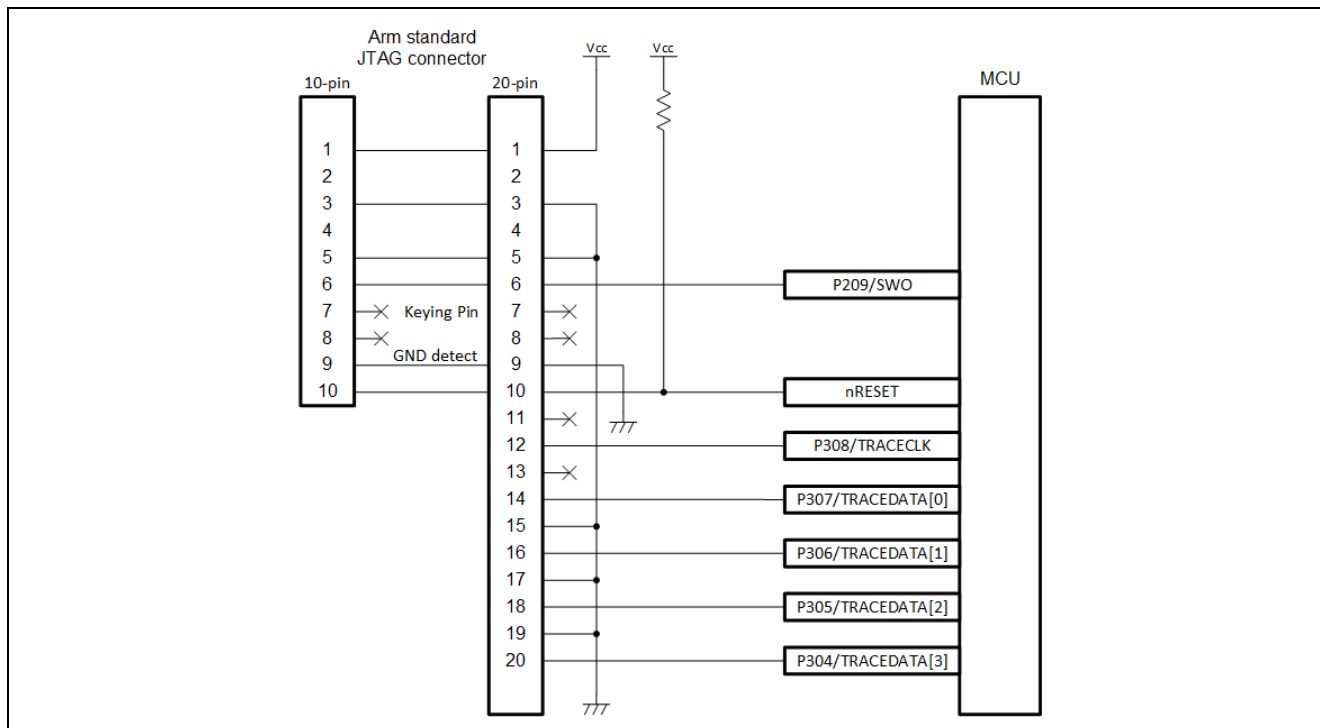 Arm standard
JTAG connector
Vcc
Vcc
10-pin
20-pin
MCU
1
1
2
2
3
3
4
4
5
5
6
6
P209/SWO
7
Keying Pin
7
8
8
GND detect
9
9
10
10
nRESET
11
12
P308/TRACECLK
13
14
P307/TRACEDATA[0]
15
16
P306/TRACEDATA[1]
17
18
P305/TRACEDATA[2]
19
20
P304/TRACEDATA[3]